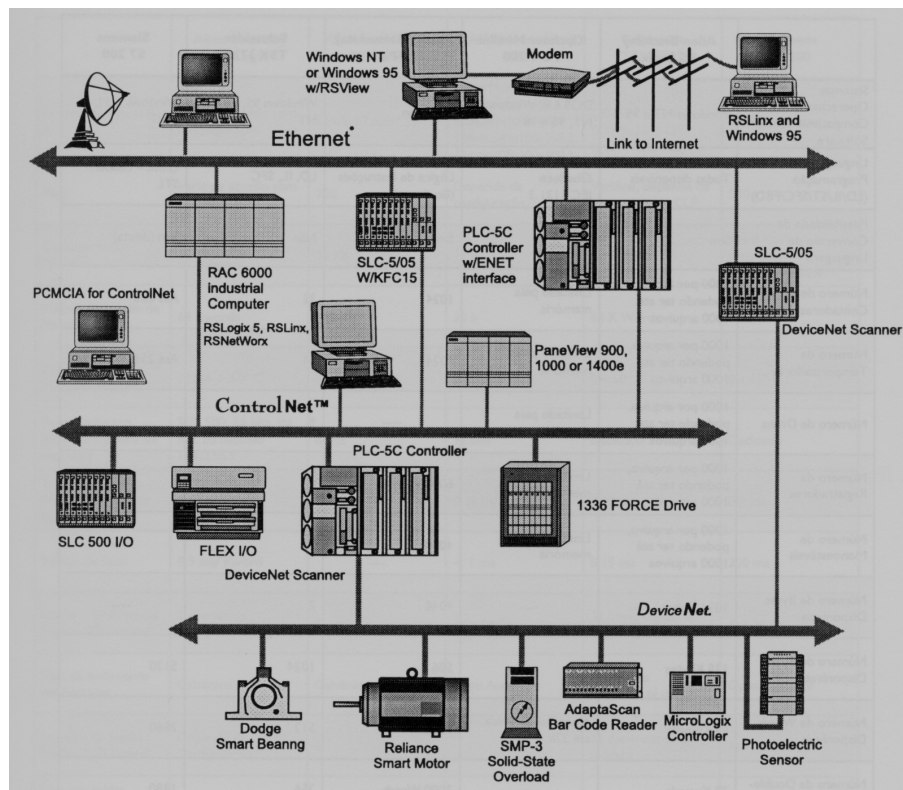 Windows NT
or Windows 95
w/RSView
Modem
RSLinx and
Windows 95
Link to Internet
Ethernet*
RAC 6000
industrial
Computer
SLC-5/05
W/KFC15
PLC-5C
Controller
w/ENET
interface
SLC-5/05
DeviceNet Scanner
PCMCIA for ControlNet
RSLogix 5, RSLinx,
RSNetWorx
PaneView 900,
1000 or 1400e
Control Net™
PLC-5C Controller
SLC 500 I/O
FLEX I/O
DeviceNet Scanner
1336 FORCE Drive
DeviceNet.
Dodge
Smart Beanng
Reliance
Smart Motor
SMP-3
Solid-State
Overload
AdaptaScan
Bar Code Reader
MicroLogix
Controller
Photoelectric
Sensor